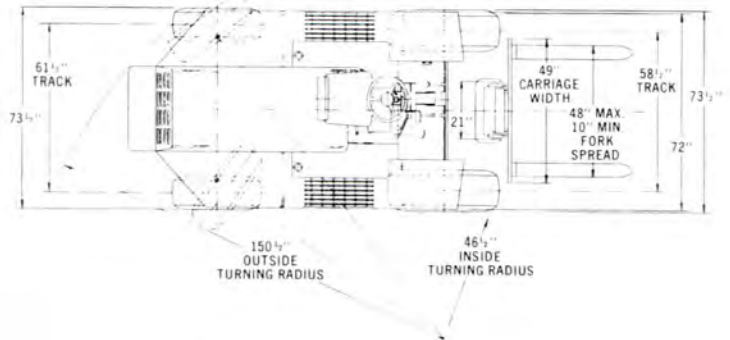 61½"
TRACK
73½"
49"
CARRIAGE
WIDTH
48" MAX.
10" MIN
FORK
SPREAD
21"
58½"
TRACK
73½"
72"
150½"
OUTSIDE
TURNING RADIUS
46½"
INSIDE
TURNING RADIUS